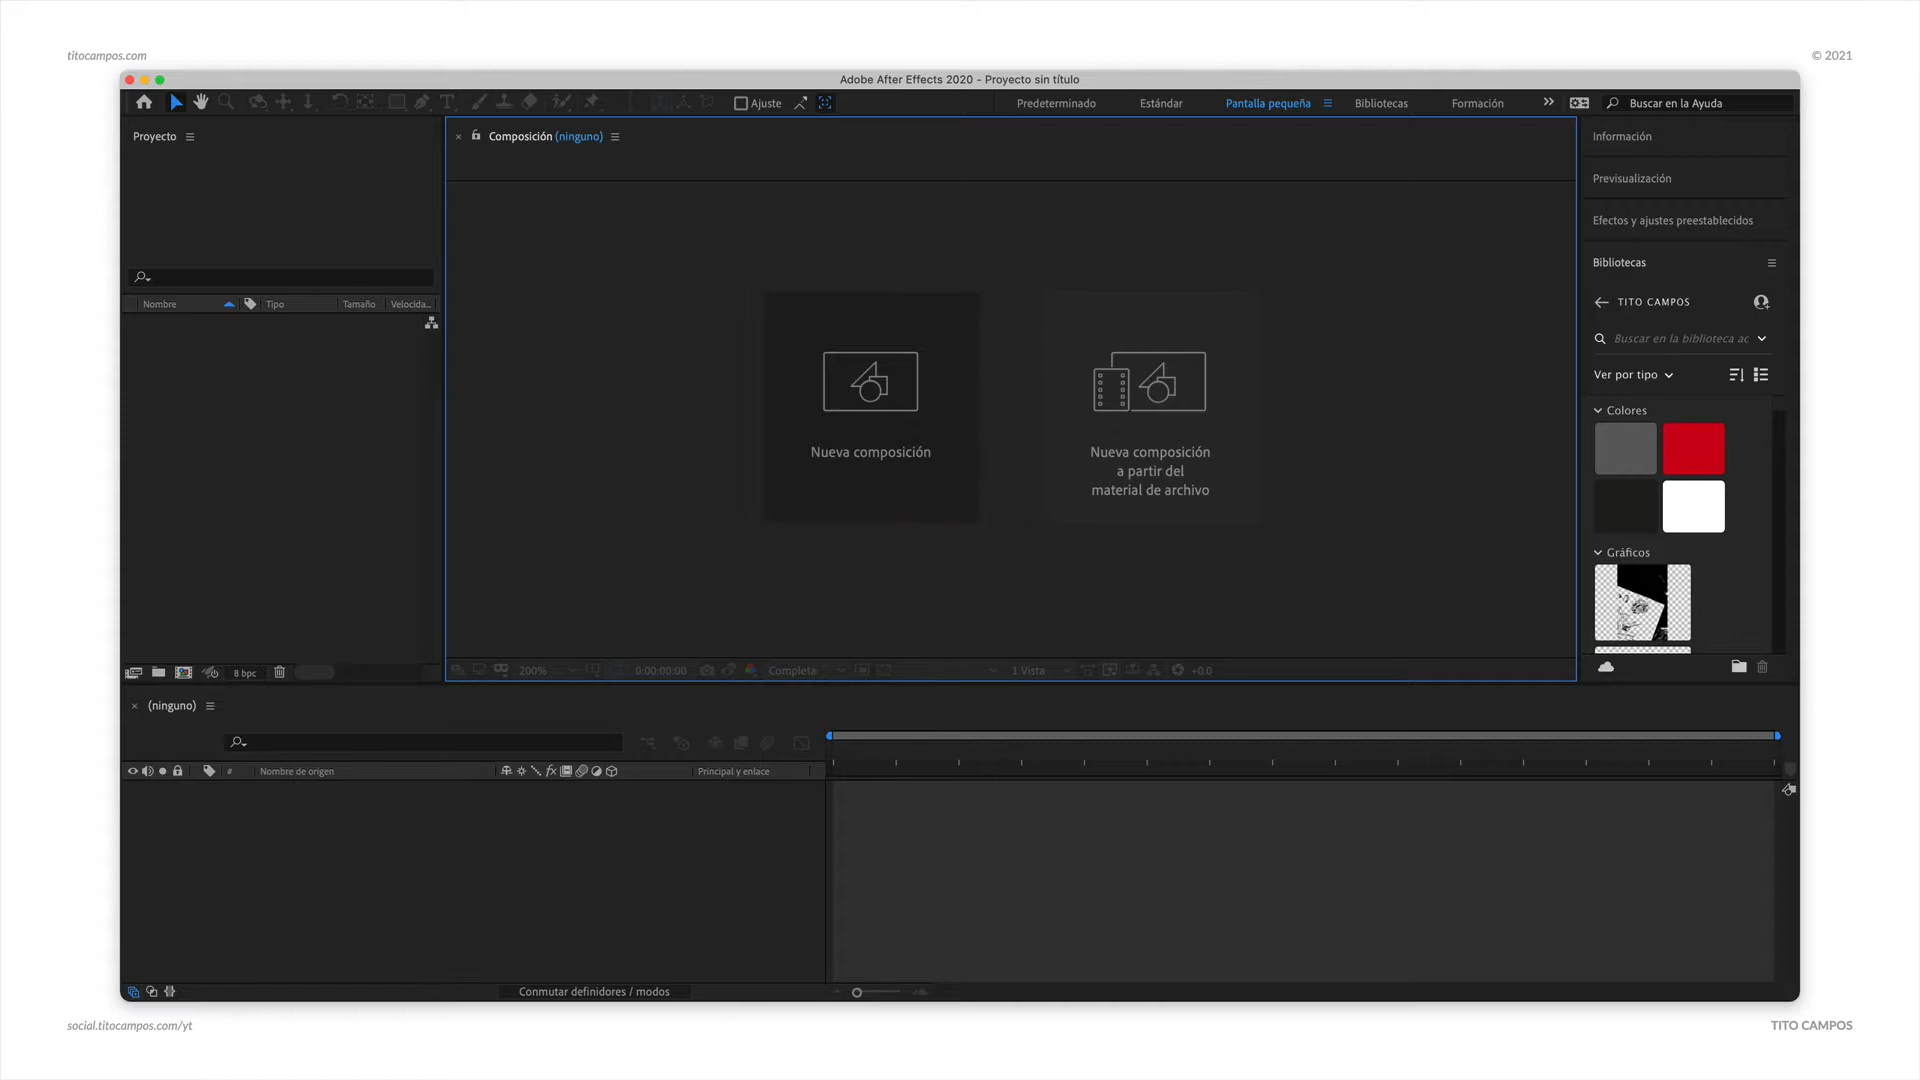 titocampos.com
© 2021
Adobe After Effects 2020 - Proyecto sin título
Ajuste
Predeterminado
Estándar
Pantalla pequeña
Bibliotecas
Formación
Buscar en la Ayuda
Proyecto
Composición (ninguno)
Información
Previsualización
Efectos y ajustes preestablecidos
Bibliotecas
TITO CAMPOS
Buscar en la biblioteca ac
Ver por tipo
Colores
Gráficos
Nombre
Tipo
Tamaño
Velocida...
Nueva composición
Nueva composición
a partir del
material de archivo
8 bpc
200%
0:00:00:00
Completa
1 Vista
+0.0
(ninguno)
#
Nombre de origen
fx
Principal y enlace
Conmutar definidores / modos
social.titocampos.com/yt
TITO CAMPOS